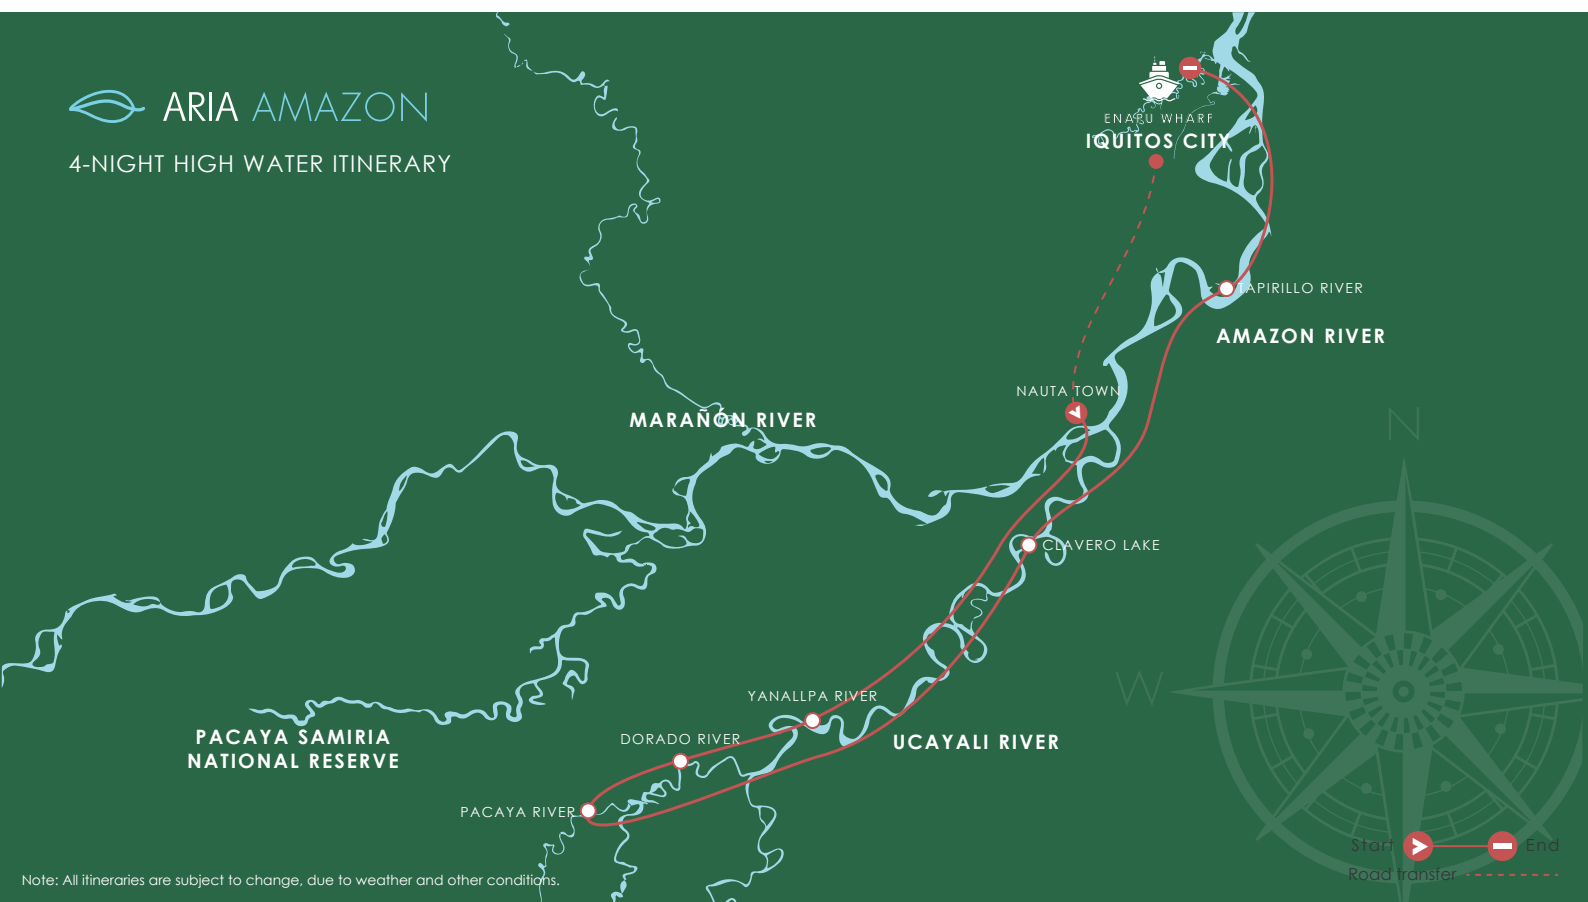 ARIA AMAZON
4-NIGHT HIGH WATER ITINERARY
ENAPU WHARF
IQUITOS CITY
TAPIRILLO RIVER
AMAZON RIVER
NAUTA TOWN
MARAÑÓN RIVER
N
CLAVERO LAKE
W
YANALLPA RIVER
DORADO RIVER
UCAYALI RIVER
PACAYA SAMIRIA
NATIONAL RESERVE
PACAYA RIVER
Start End
Road transfer
Note: All itineraries are subject to change, due to weather and other conditions.